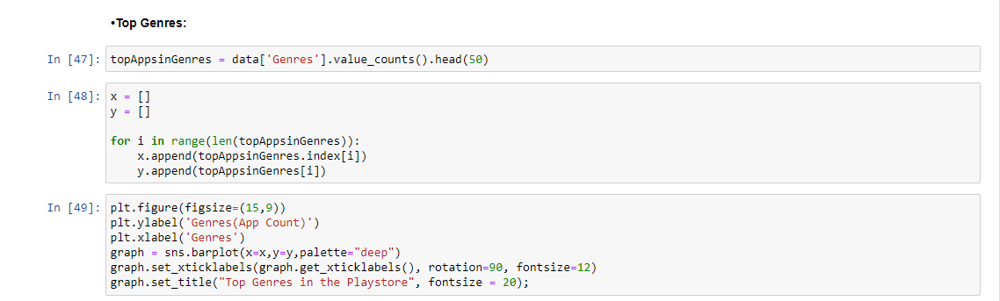 •Top Genres:
In [47]: topAppsinGenres = data['Genres'].value_counts().head(50)
In [48]: x = []
y = []
for i in range(len(topAppsinGenres)):
    x.append(topAppsinGenres.index[i])
    y.append(topAppsinGenres[i])
In [49]: plt.figure(figsize=(15,9))
plt.ylabel('Genres(App Count)')
plt.xlabel('Genres')
graph = sns.barplot(x=x,y=y,palette="deep")
graph.set_xticklabels(graph.get_xticklabels(), rotation=90, fontsize=12)
graph.set_title("Top Genres in the Playstore", fontsize = 20);